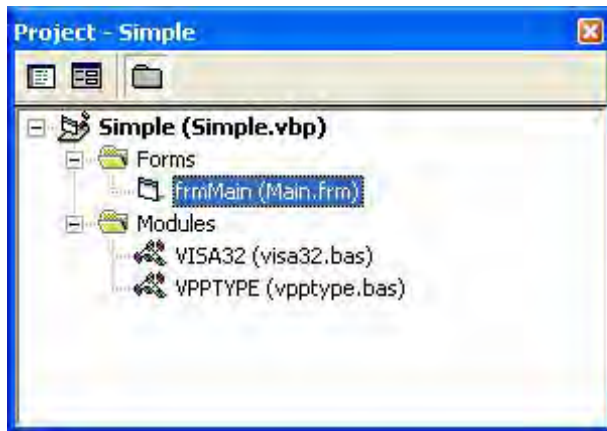 Project - Simple
Simple (Simple.vbp)
Forms
frmMain (Main.frm)
Modules
VISA32 (visa32.bas)
VPPTYPE (vpptype.bas)